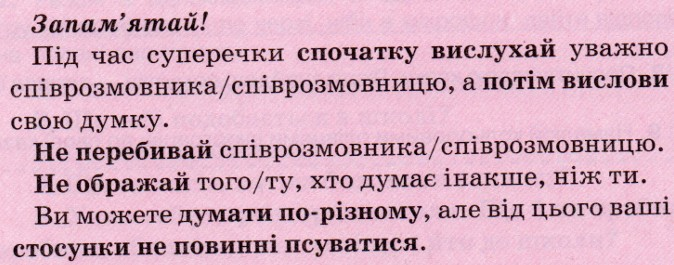 Запам’ятай!
Під час суперечки спочатку вислухай уважно
співрозмовника/співрозмовницю, а потім вислови
свою думку.
Не перебивай співрозмовника/співрозмовницю.
Не ображай того/ту, хто думає інакше, ніж ти.
Ви можете думати по-різному, але від цього ваші
стосунки не повинні псуватися.